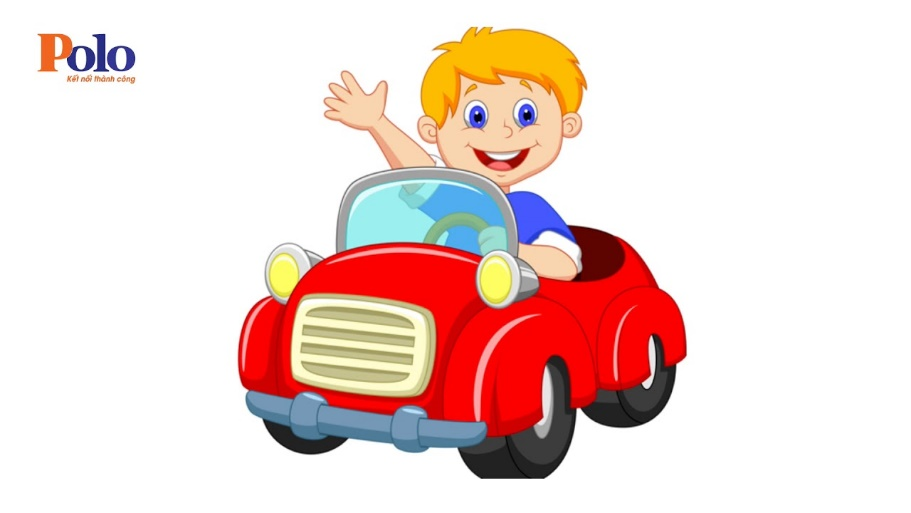 Polo
Kết nối thành công